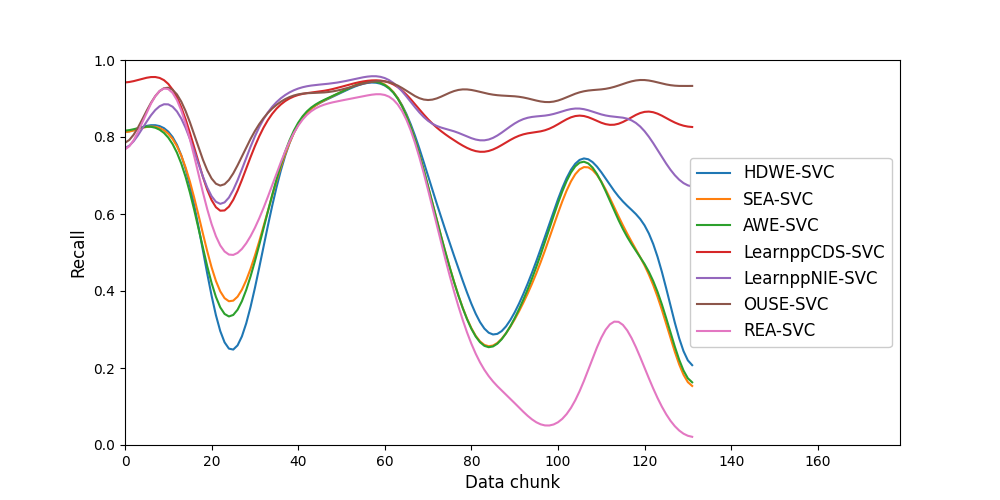 1.0
0.8
0.6
0.4
0.2
0.0
Recall
0 20 40 60 80 100 120 140 160
Data chunk
HDWE-SVC
SEA-SVC
AWE-SVC
LearnppCDS-SVC
LearnppNIE-SVC
OUSE-SVC
REA-SVC